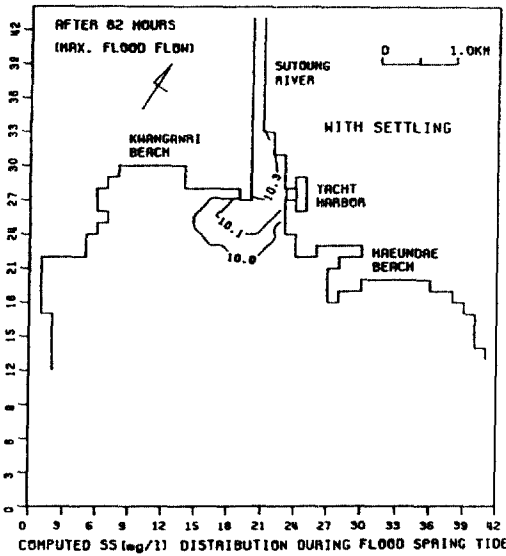 AFTER 62 HOURS
(MAX. FLOOD FLOW)
SUYOUNG
RIVER
0 1.0KM
WITH SETTLING
KWANGANRI
BEACH
YACHT
HARBOR
HAEUNDAE
BEACH
10.3
10.1
10.0
39
36
33
30
27
24
21
18
15
12
9
6
3
0
0 3 6 9 12 15 18 21 24 27 30 33 36 39 42
COMPUTED SS(mg/l) DISTRIBUTION DURING FLOOD SPRING TIDE